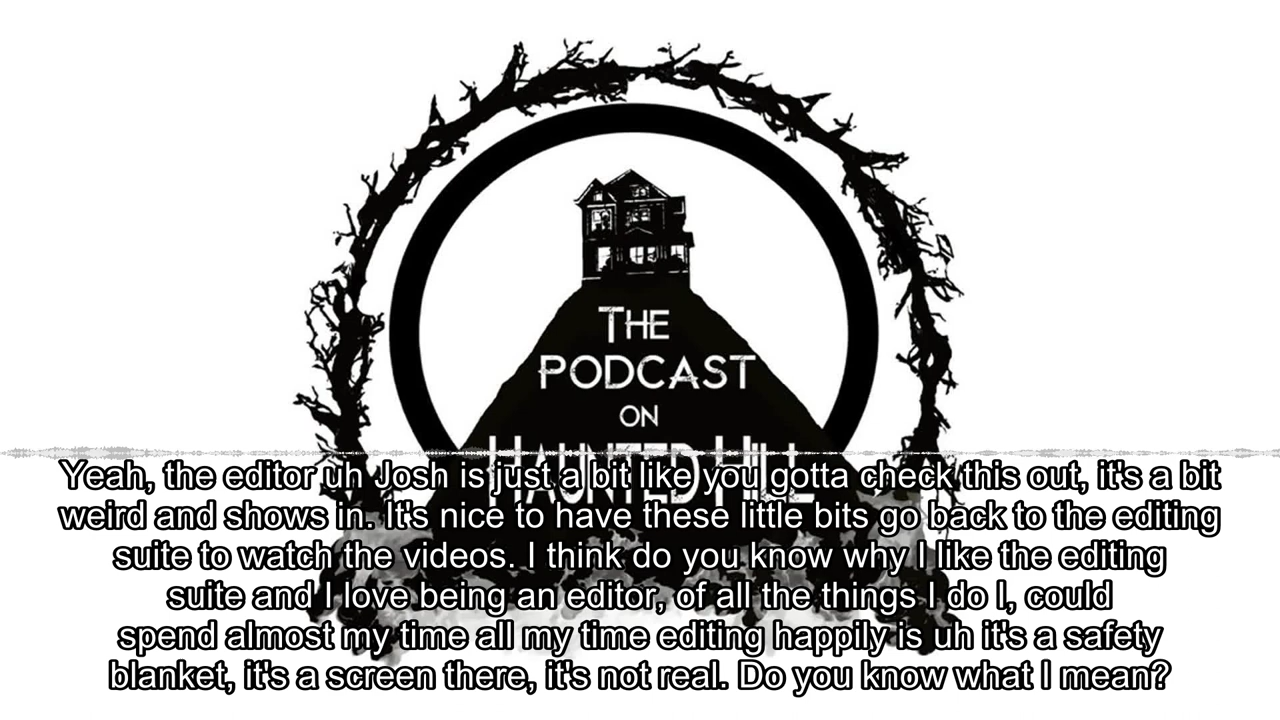 THE
PODCAST
ON
HAUNTED HILL
Yeah, the editor uh Josh is just a bit like you gotta check this out, it's a bit
weird and shows in. It's nice to have these little bits go back to the editing
suite to watch the videos. I think do you know why I like the editing
suite and I love being an editor, of all the things I do I, could
spend almost my time all my time editing happily is uh it's a safety
blanket, it's a screen there, it's not real. Do you know what I mean?